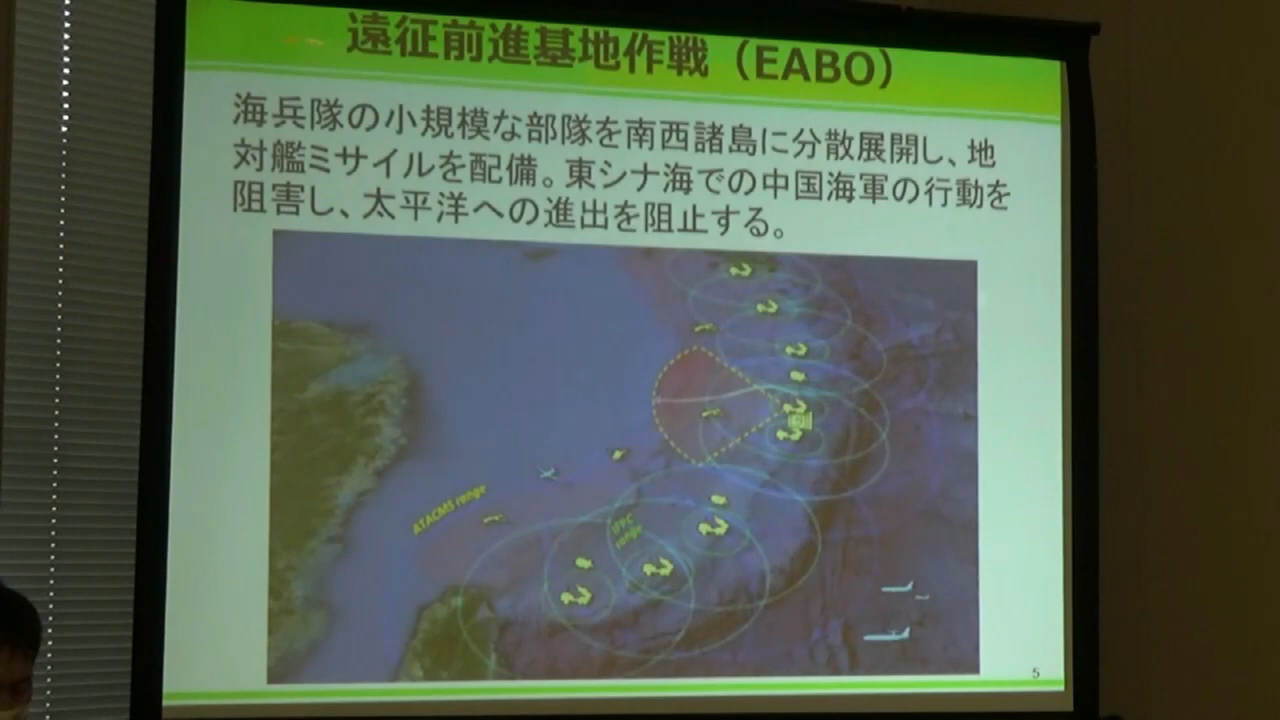 遠征前進基地作戦（EABO）
海兵隊の小規模な部隊を南西諸島に分散展開し、地
対艦ミサイルを配備。東シナ海での中国海軍の行動を
阻害し、太平洋への進出を阻止する。
ATACMS range
IFPC
range
5